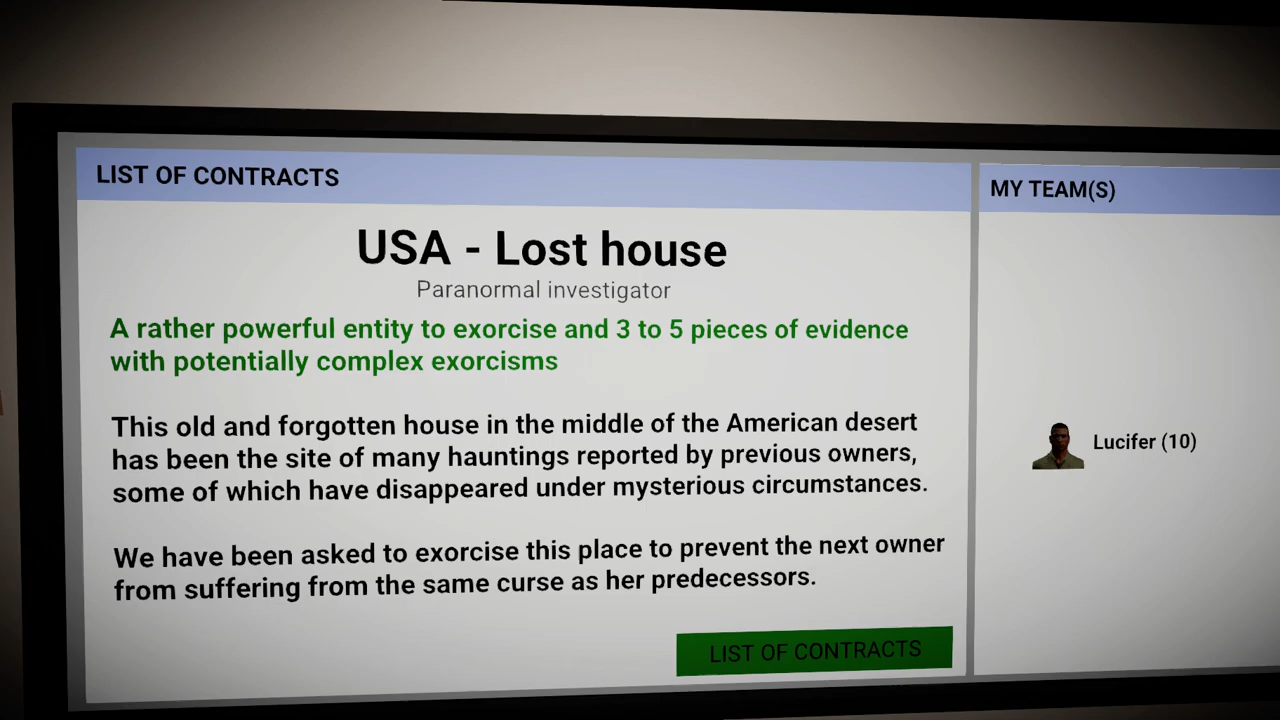 LIST OF CONTRACTS
USA - Lost house
Paranormal investigator
A rather powerful entity to exorcise and 3 to 5 pieces of evidence
with potentially complex exorcisms
This old and forgotten house in the middle of the American desert
has been the site of many hauntings reported by previous owners,
some of which have disappeared under mysterious circumstances.
We have been asked to exorcise this place to prevent the next owner
from suffering from the same curse as her predecessors.
LIST OF CONTRACTS
MY TEAM(S)
Lucifer (10)